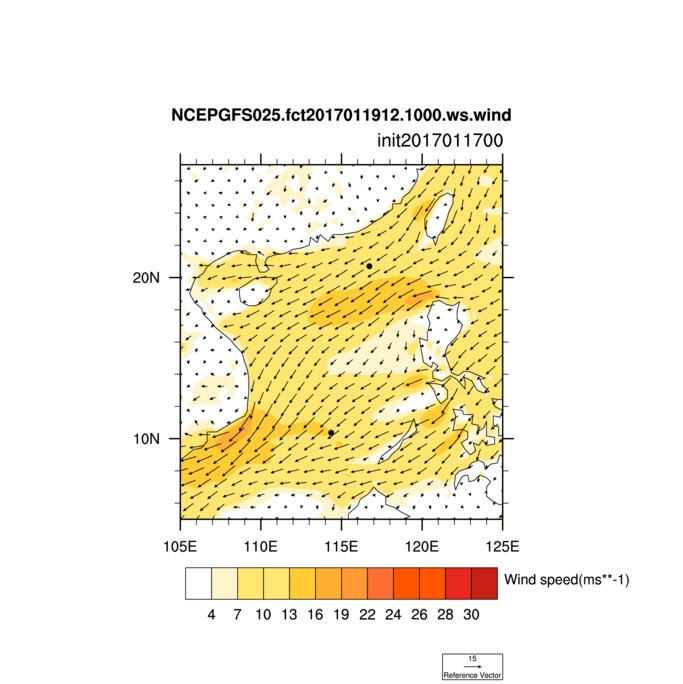 NCEPGFS025.fct2017011912.1000.ws.wind
init2017011700
20N
10N
105E 110E 115E 120E 125E
Wind speed(ms**-1)
4 7 10 13 16 19 22 24 26 28 30
15
Reference Vector